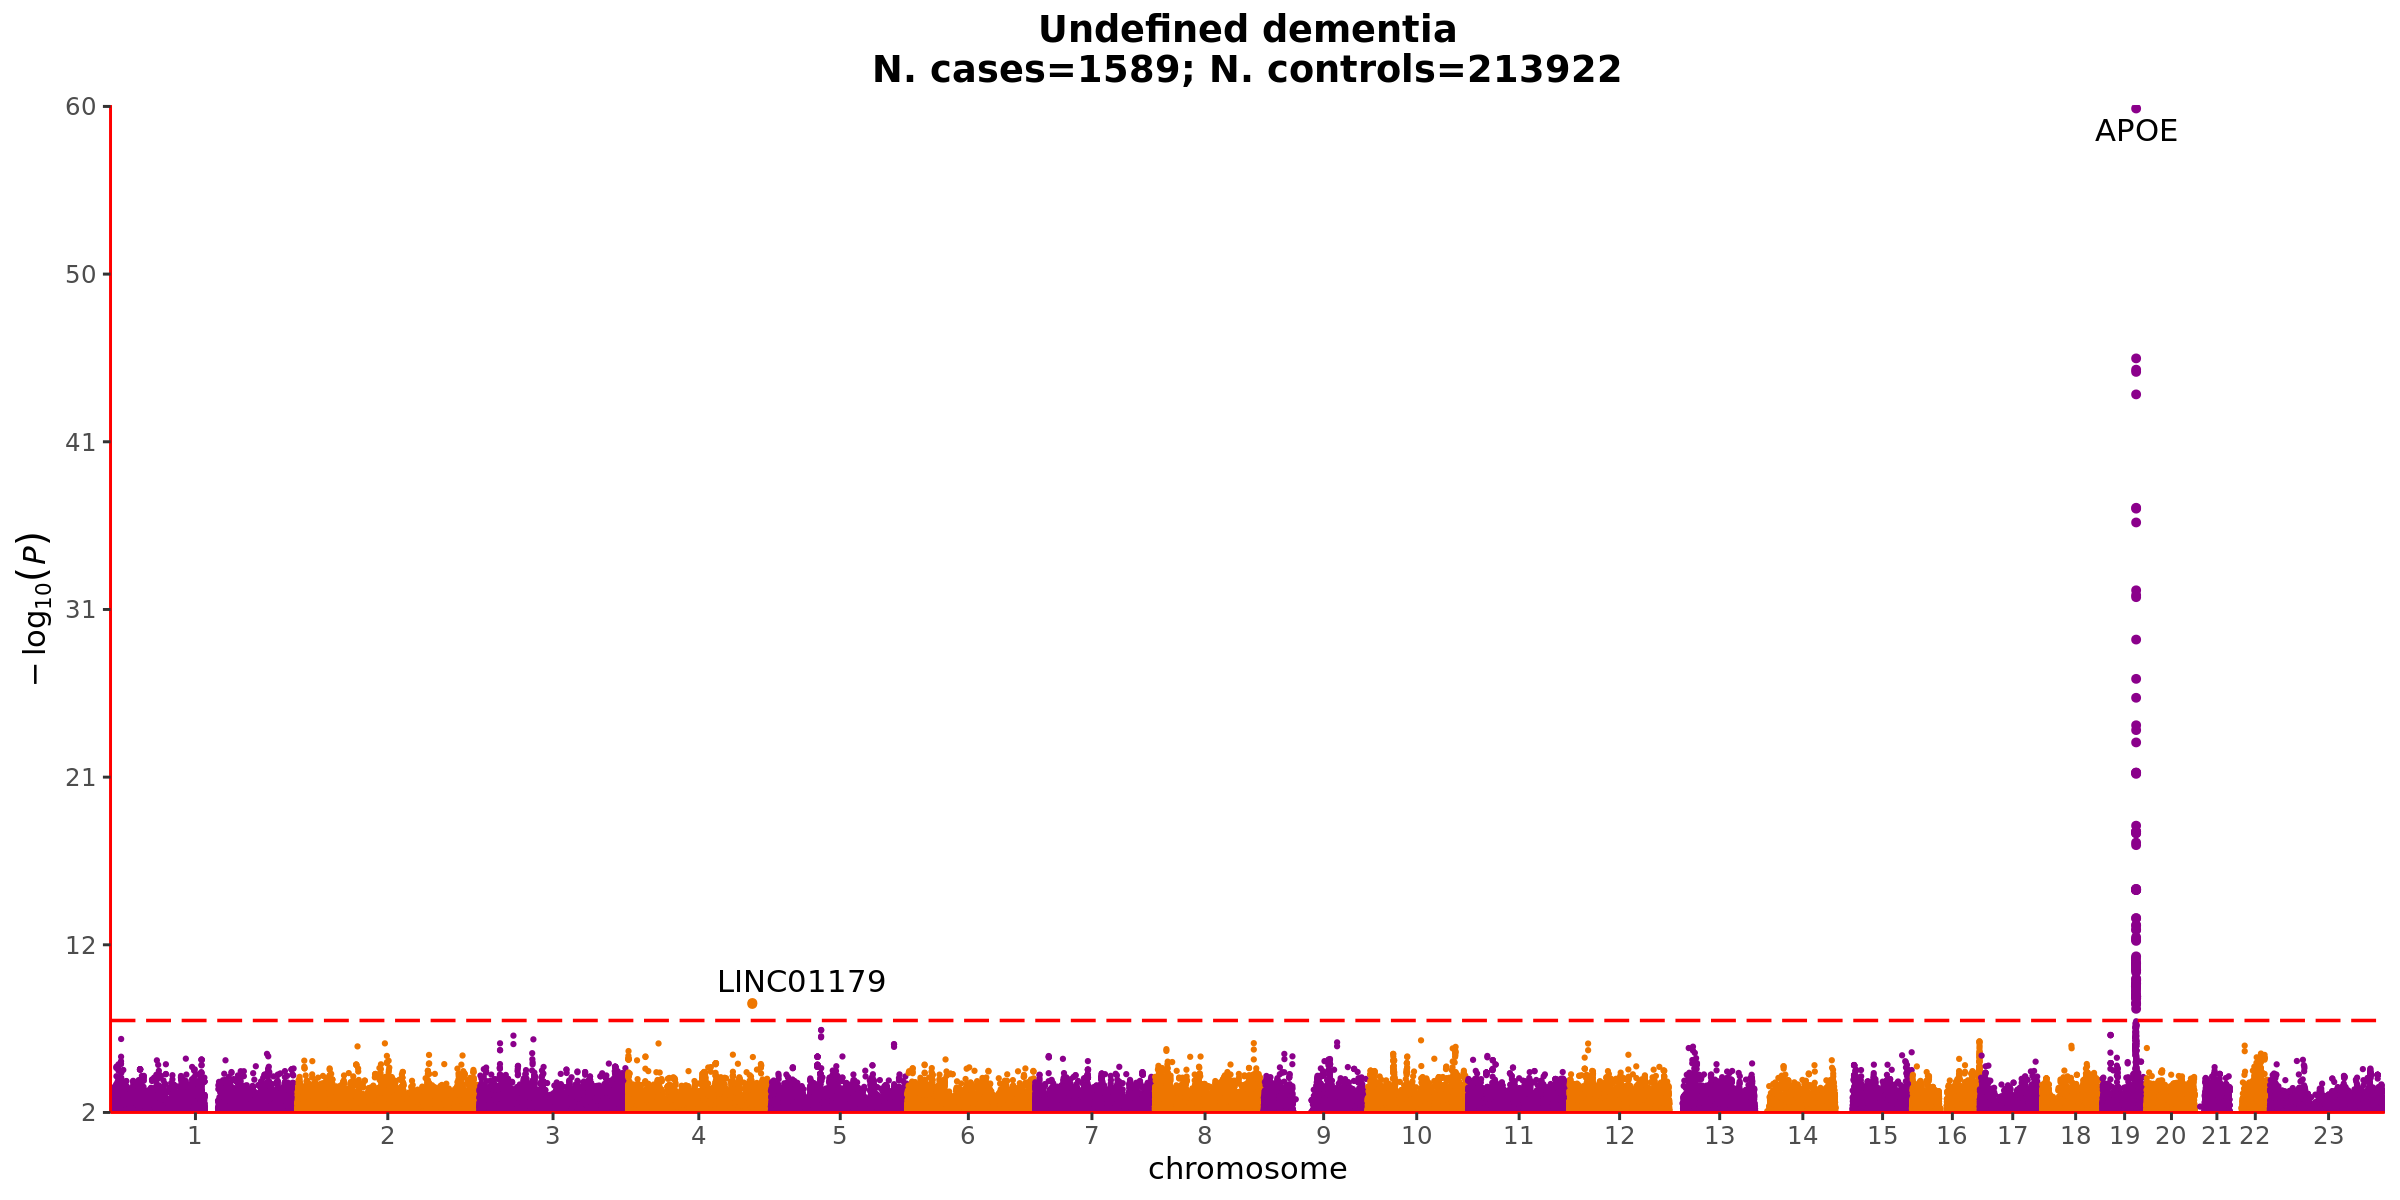 Undefined dementia
N. cases=1589; N. controls=213922
60
50
41
31
21
12
2
− log₁₀(P)
APOE
LINC01179
1 2 3 4 5 6 7 8 9 10 11 12 13 14 15 16 17 18 19 20 21 22 23
chromosome